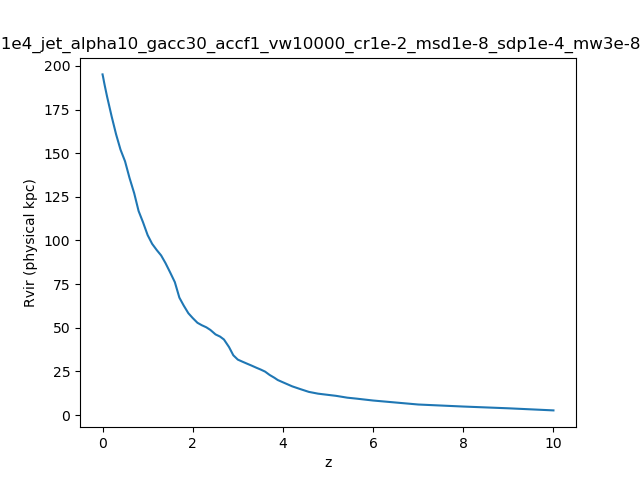 1e4_jet_alpha10_gacc30_accf1_vw10000_cr1e-2_msd1e-8_sdp1e-4_mw3e-8
200
175
150
125
100
75
50
25
0
Rvir (physical kpc)
0 2 4 6 8 10
z